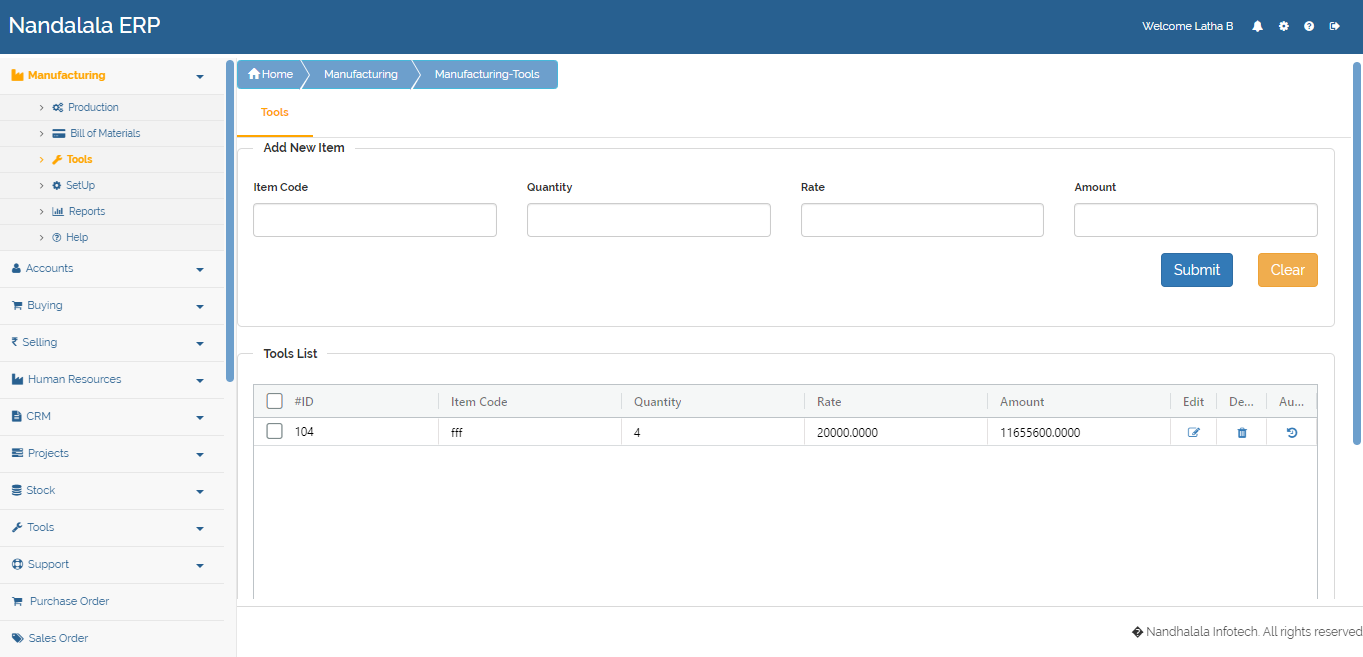 Nandalala ERP
Welcome Latha B
Manufacturing
Production
Bill of Materials
Tools
SetUp
Reports
Help
Accounts
Buying
₹ Selling
Human Resources
CRM
Projects
Stock
Tools
Support
Purchase Order
Sales Order
Home Manufacturing Manufacturing-Tools
Tools
Add New Item
Item Code Quantity Rate Amount
Submit Clear
Tools List
#ID Item Code Quantity Rate Amount Edit De... Au...
104 fff 4 20000.0000 11655600.0000
� Nandhalala Infotech. All rights reserved